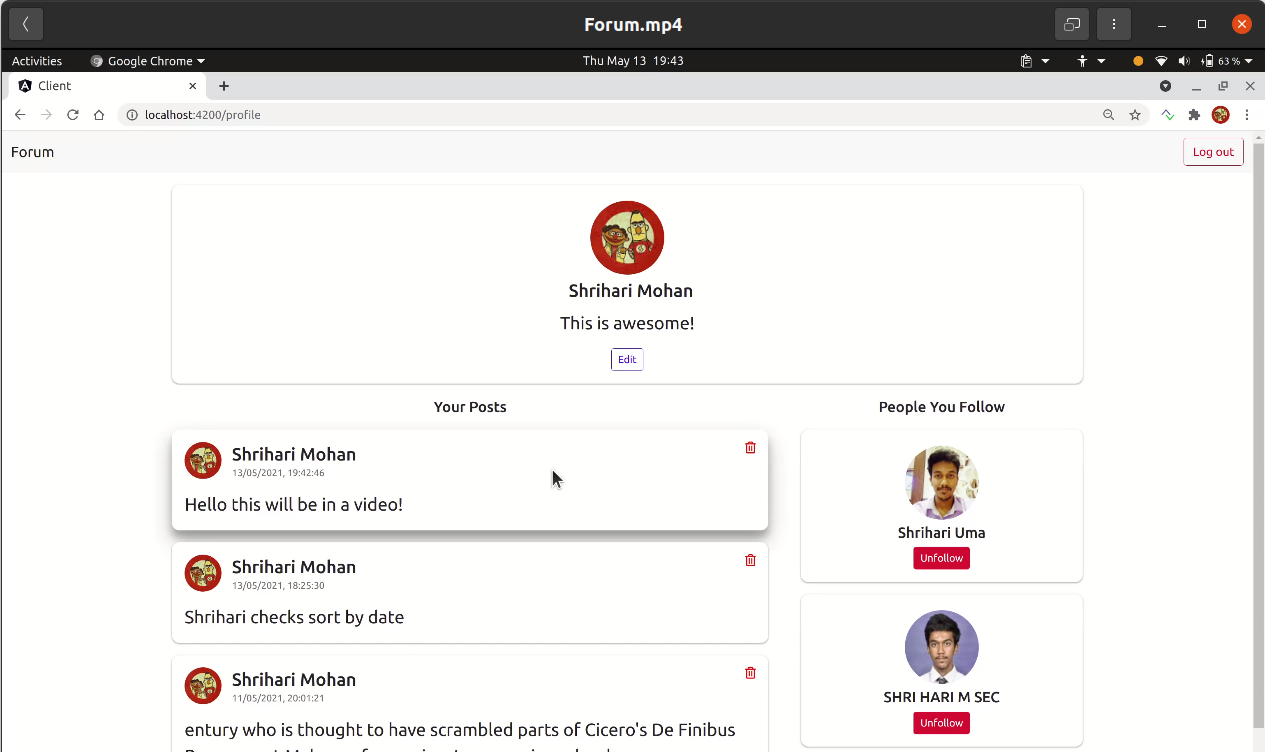 Forum.mp4
Activities Google Chrome Thu May 13 19:43 63 %
Client
localhost:4200/profile
Forum Log out
Shrihari Mohan
This is awesome!
Edit
Your Posts
Shrihari Mohan
13/05/2021, 19:42:46
Hello this will be in a video!
Shrihari Mohan
13/05/2021, 18:25:30
Shrihari checks sort by date
Shrihari Mohan
11/05/2021, 20:01:21
entury who is thought to have scrambled parts of Cicero's De Finibus
People You Follow
Shrihari Uma
Unfollow
SHRI HARI M SEC
Unfollow